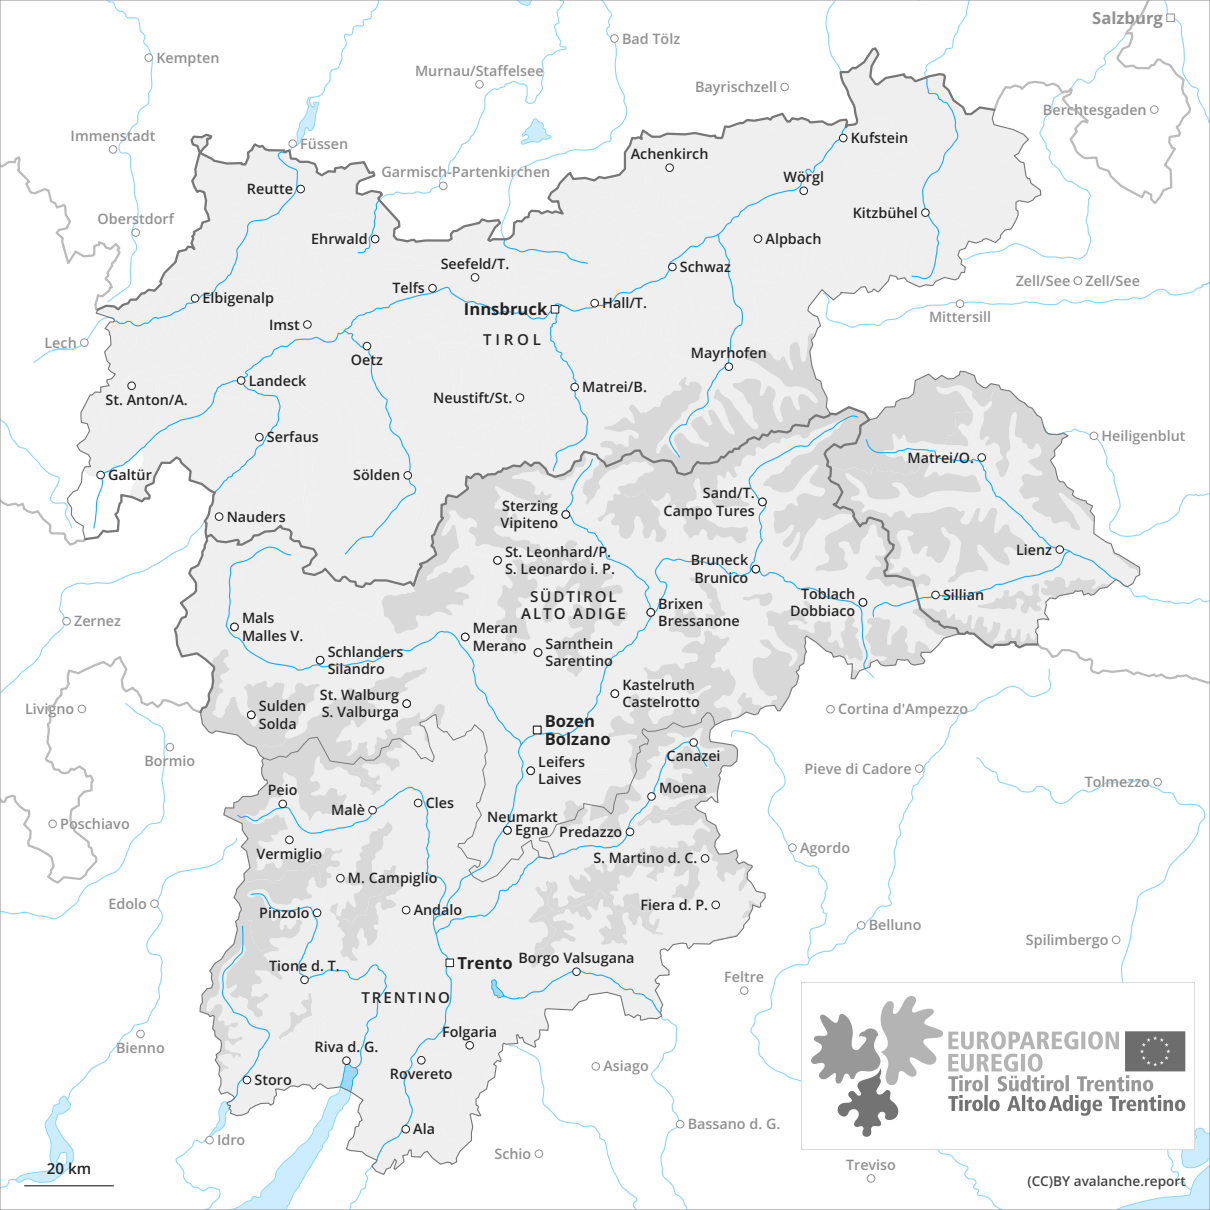 Salzburg
Bad Tölz
Kempten
Murnau/Staffelsee
Bayrischzell
Berchtesgaden
Immenstadt
Füssen
Kufstein
Achenkirch
Garmisch-Partenkirchen
Wörgl
Reutte
Kitzbühel
Oberstdorf
Ehrwald
Alpbach
Seefeld/T.
Schwaz
Zell/See
Zell/See
Telfs
Elbigenalp
Innsbruck
Hall/T.
Mittersill
Imst
TIROL
Lech
Oetz
Mayrhofen
Landeck
Matrei/B.
St. Anton/A.
Neustift/St.
Serfaus
Heiligenblut
Matrei/O.
Galtür
Sölden
Sand/T.
Campo Tures
Sterzing
Vipiteno
Nauders
St. Leonhard/P.
S. Leonardo i. P.
Lienz
Bruneck
Brunico
SÜDTIROL
ALTO ADIGE
Toblach
Dobbiaco
Sillian
Brixen
Bressanone
Zernez
Mals
Malles V.
Meran
Merano
Sarnthein
Sarentino
Schlanders
Silandro
Kastelruth
Castelrotto
St. Walburg
S. Valburga
Sulden
Solda
Livigno
Cortina d'Ampezzo
Bozen
Bolzano
Bormio
Canazei
Leifers
Laives
Pieve di Cadore
Tolmezzo
Peio
Moena
Malè
Cles
Neumarkt
Egna
Predazzo
Poschiavo
Vermiglio
Agordo
S. Martino d. C.
M. Campiglio
Edolo
Pinzolo
Andalo
Fiera d. P.
Belluno
Spilimbergo
Tione d. T.
Trento
Borgo Valsugana
Feltre
TRENTINO
Folgaria
Bienno
Riva d. G.
Rovereto
Asiago
Storo
EUROPAREGION
EUREGIO
Tirol Südtirol Trentino
Tirolo Alto Adige Trentino
Ala
Bassano d. G.
Idro
Schio
Treviso
20 km
(CC)BY avalanche.report